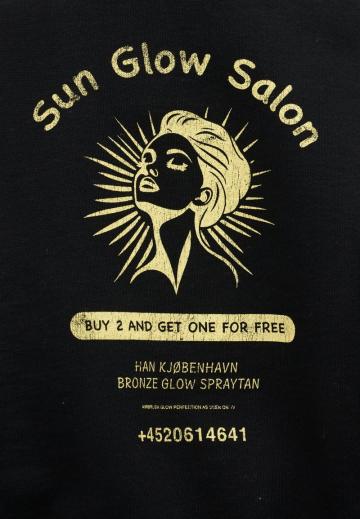 Sun Glow Salon
BUY 2 AND GET ONE FOR FREE
HAN KJØBENHAVN
BRONZE GLOW SPRAYTAN
AIRBRUSH GLOW PERFECTION AS SEEN ON TV
+4520614641